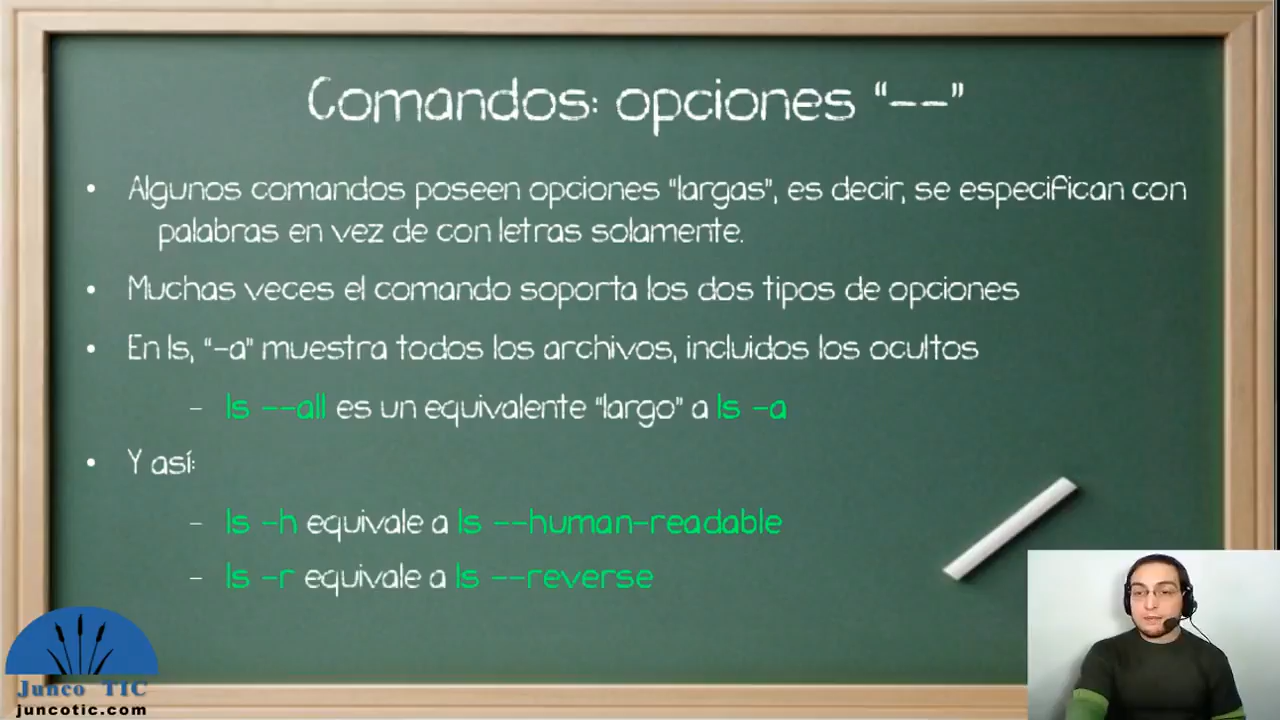 Comandos: opciones “--”
• Algunos comandos poseen opciones “largas”, es decir, se especifican con
palabras en vez de con letras solamente.
• Muchas veces el comando soporta los dos tipos de opciones
• En ls, “-a” muestra todos los archivos, incluidos los ocultos
– ls --all es un equivalente “largo” a ls -a
• Y así:
– ls -h equivale a ls --human-readable
– ls -r equivale a ls --reverse
Junco TIC
juncotic.com